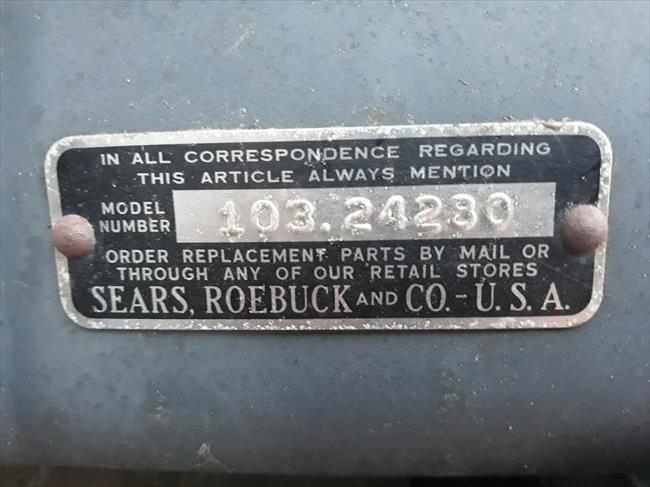 IN ALL CORRESPONDENCE REGARDING
THIS ARTICLE ALWAYS MENTION
MODEL NUMBER 103.24230
ORDER REPLACEMENT PARTS BY MAIL OR
THROUGH ANY OF OUR RETAIL STORES
SEARS, ROEBUCK AND CO. - U. S. A.